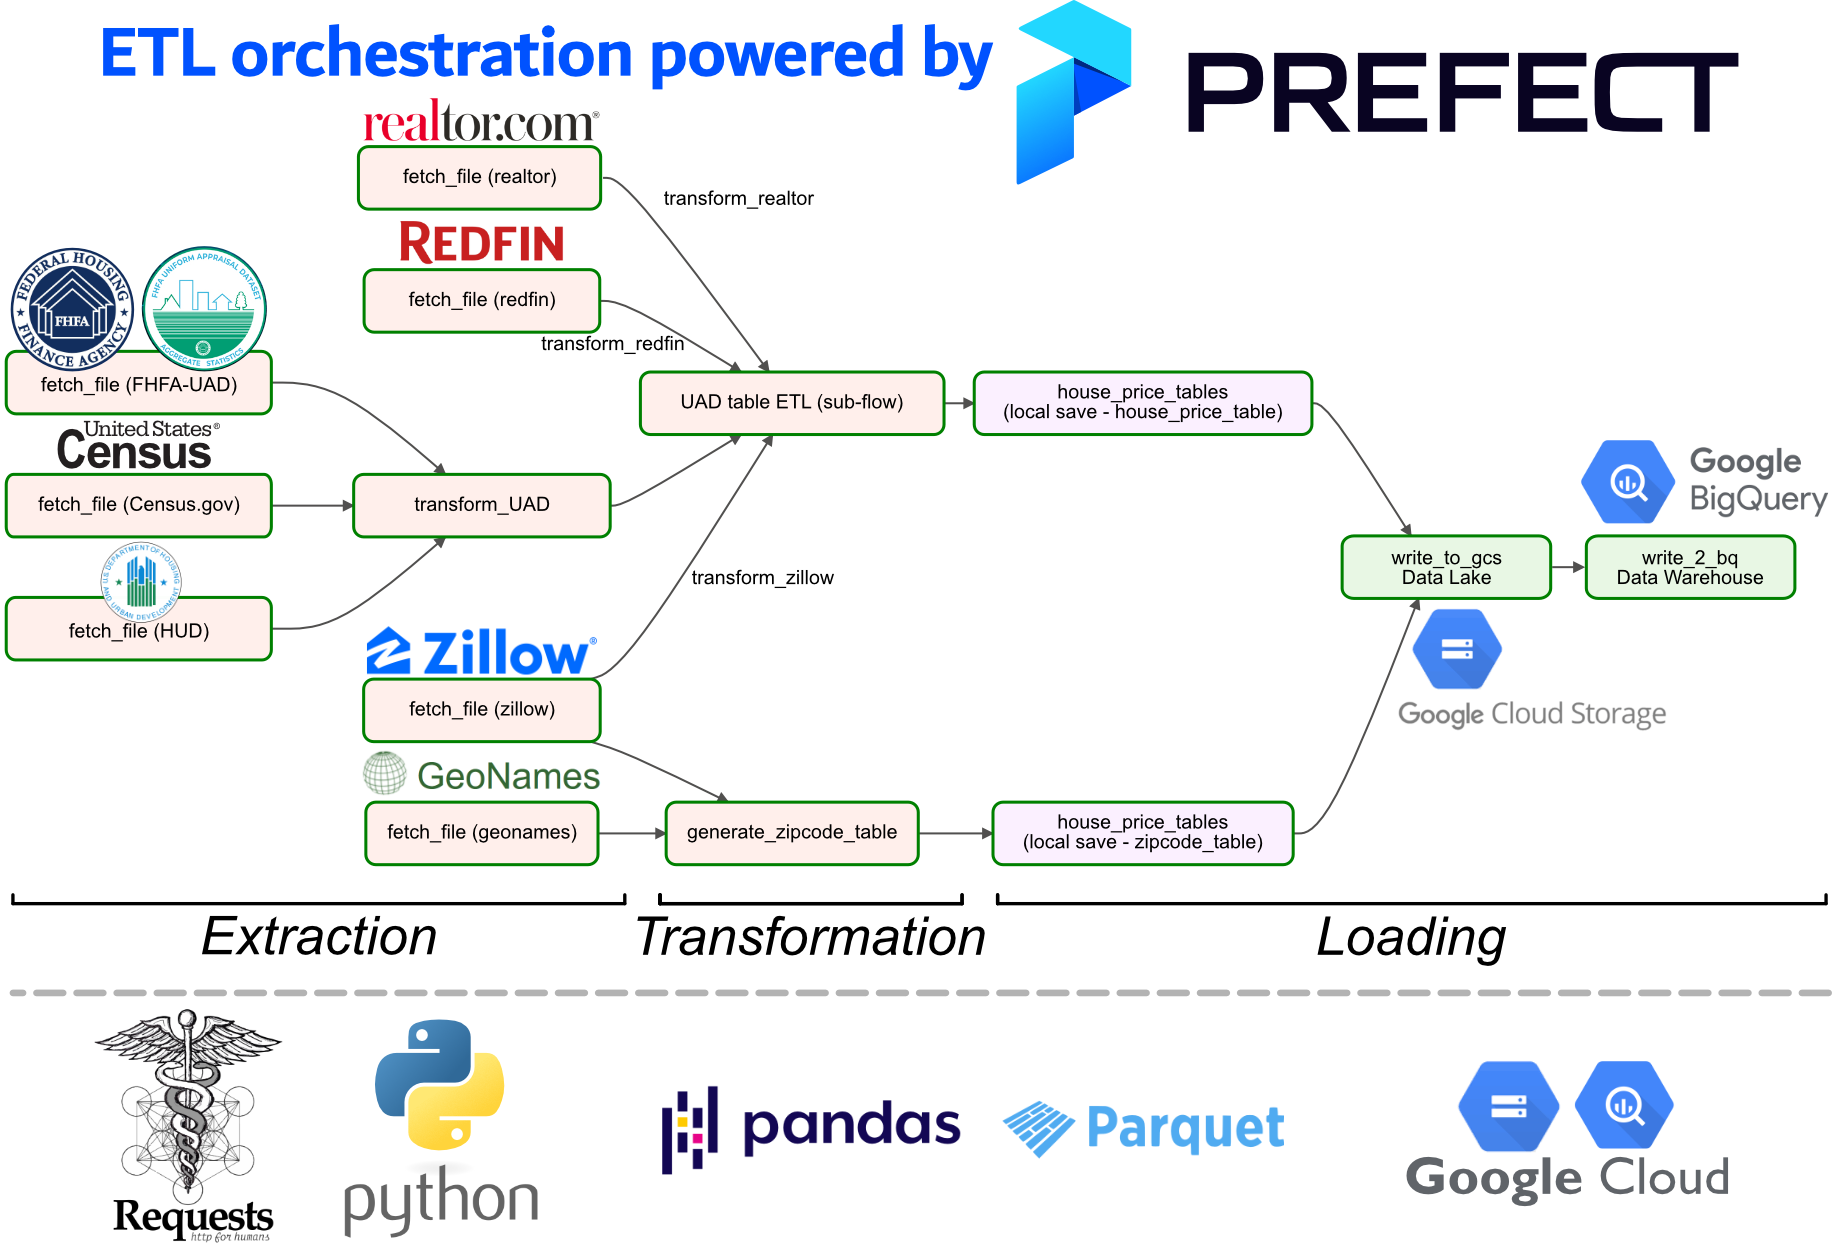 ETL orchestration powered by
PREFECT
realtor.com®
fetch_file (realtor)
transform_realtor
REDFIN
fetch_file (redfin)
transform_redfin
FEDERAL HOUSING
FINANCE AGENCY
FHFA
FHFA UNIFORM APPRAISAL DATASET
AGGREGATE STATISTICS
fetch_file (FHFA-UAD)
UAD table ETL (sub-flow)
house_price_tables
(local save - house_price_table)
United States®
Census
fetch_file (Census.gov)
transform_UAD
Google
BigQuery
U.S. DEPARTMENT OF HOUSING
AND URBAN DEVELOPMENT
fetch_file (HUD)
transform_zillow
write_to_gcs
Data Lake
write_2_bq
Data Warehouse
Zillow®
fetch_file (zillow)
Google Cloud Storage
GeoNames
fetch_file (geonames)
generate_zipcode_table
house_price_tables
(local save - zipcode_table)
Extraction
Transformation
Loading
Requests
http for humans
python
pandas
Parquet
Google Cloud